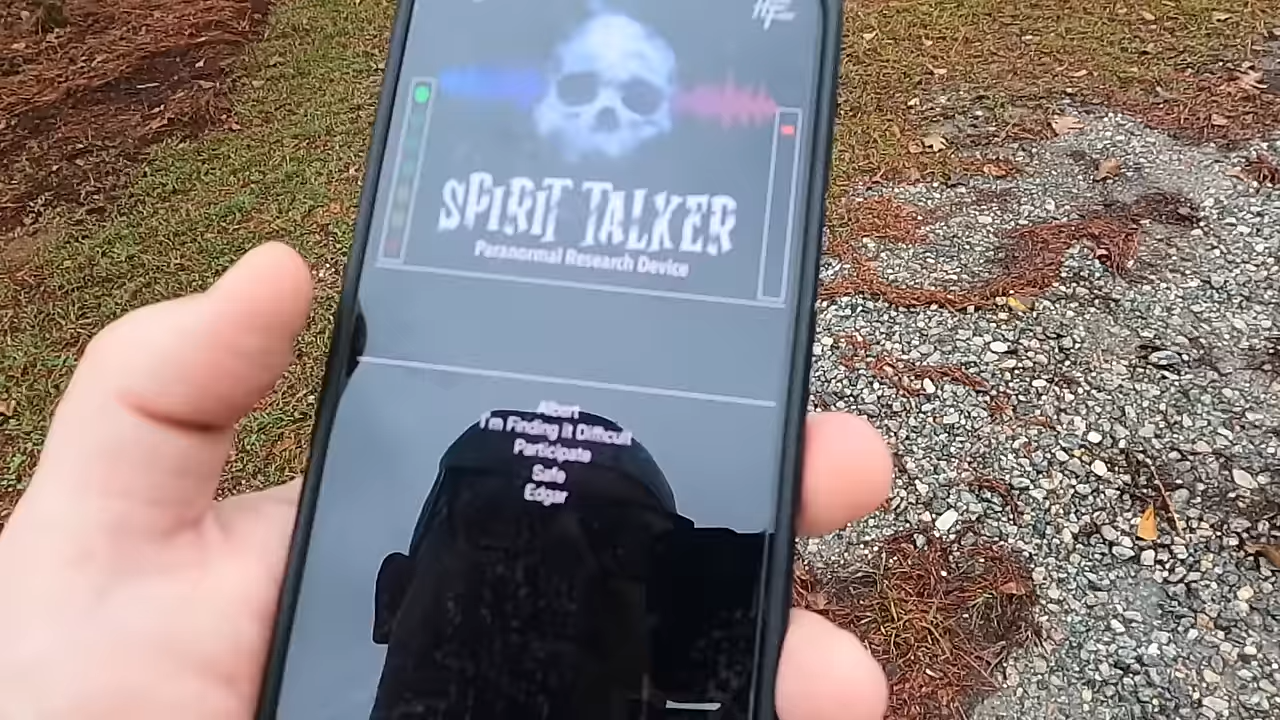 SPIRIT TALKER
Paranormal Research Device
Albert
I'm Finding It Difficult
Participate
Safe
Edgar